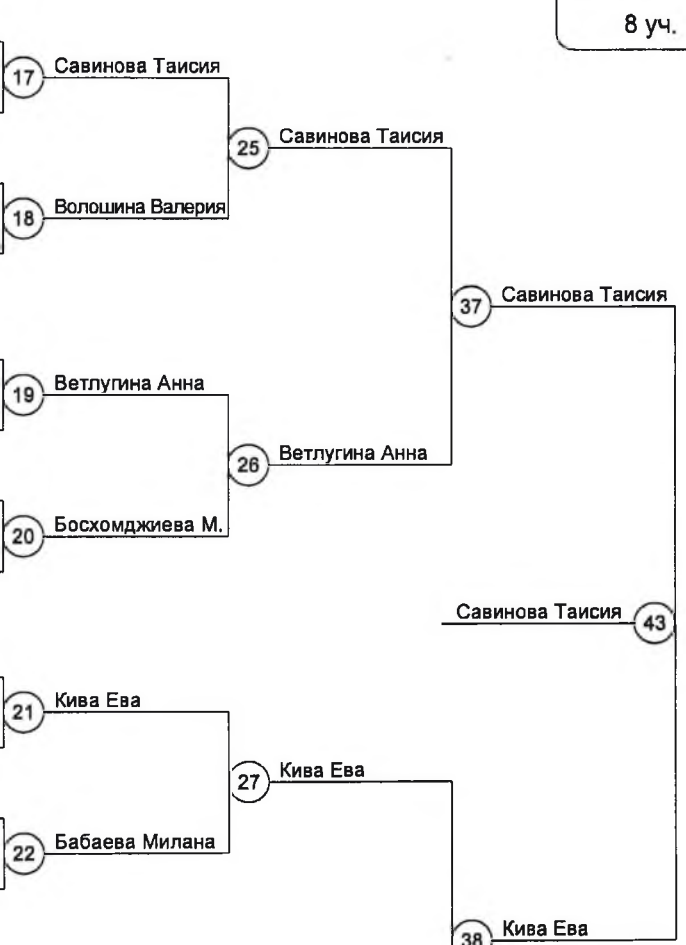 8 уч.
17 Савинова Таисия
25 Савинова Таисия
18 Волошина Валерия
37 Савинова Таисия
19 Ветлугина Анна
26 Ветлугина Анна
20 Босхомджиева М.
Савинова Таисия 43
21 Кива Ева
27 Кива Ева
22 Бабаева Милана
38 Кива Ева